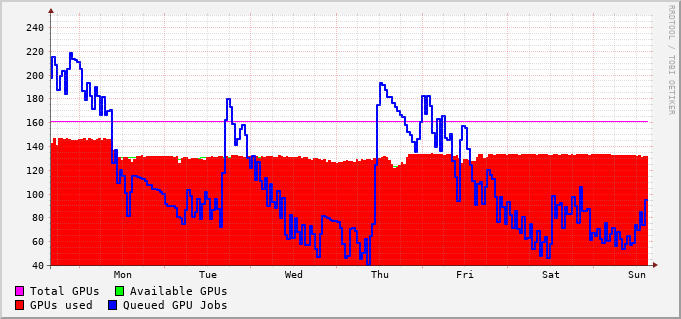 RRDTOOL / TOBI OETIKER
240
220
200
180
160
140
120
100
80
60
40
Mon Tue Wed Thu Fri Sat Sun
Total GPUs Available GPUs
GPUs used Queued GPU Jobs